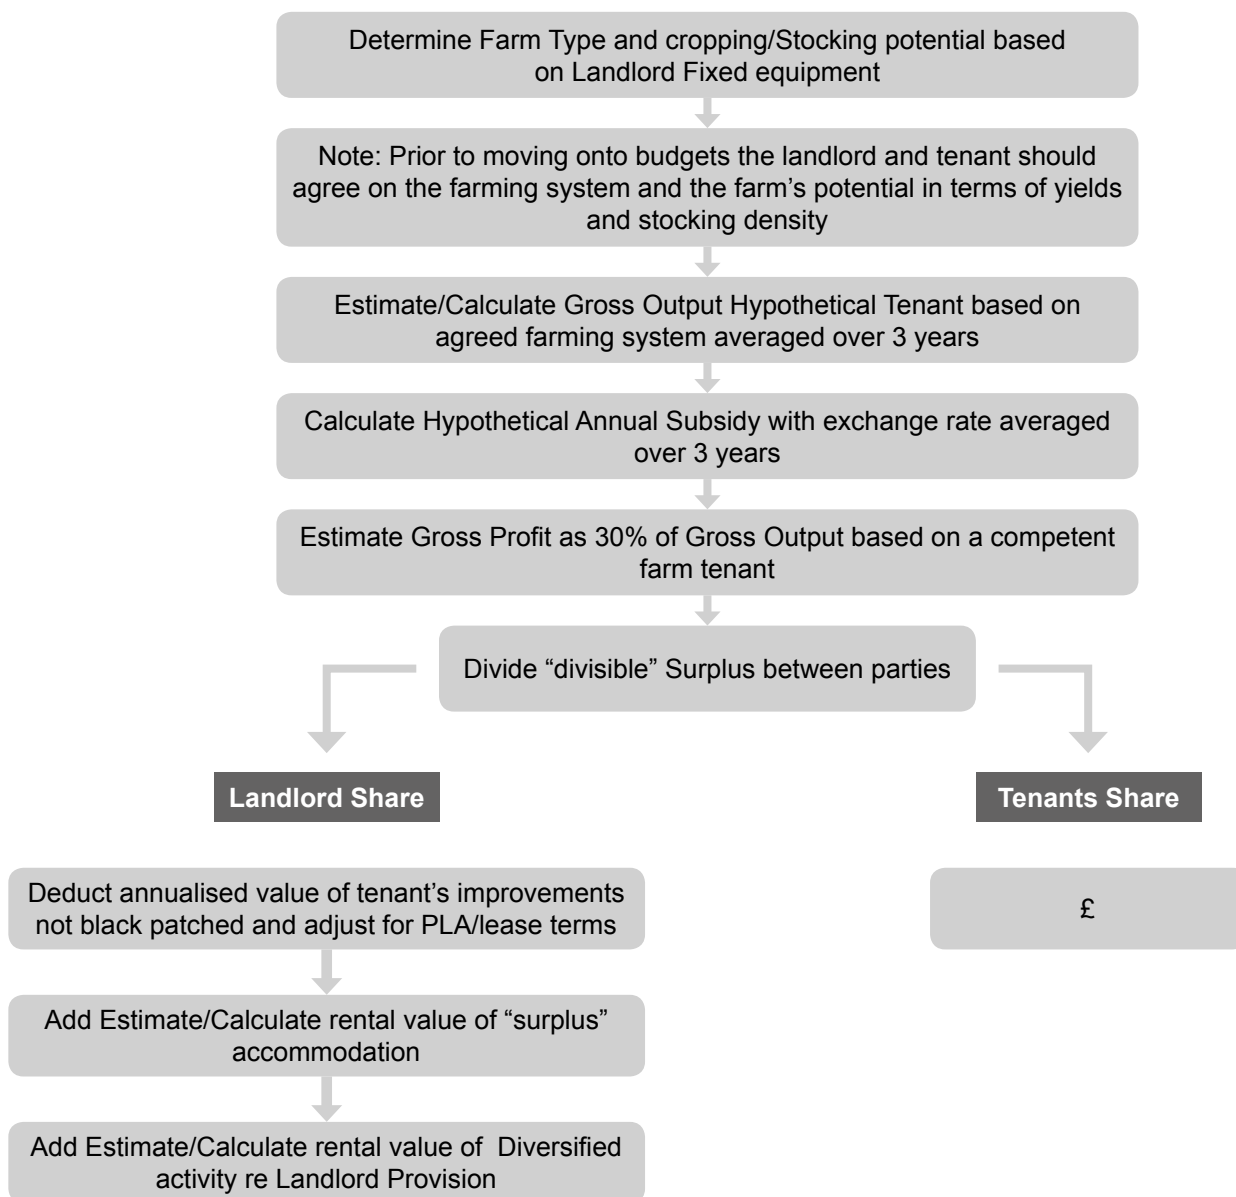 Determine Farm Type and cropping/Stocking potential based
on Landlord Fixed equipment
Note: Prior to moving onto budgets the landlord and tenant should
agree on the farming system and the farm’s potential in terms of yields
and stocking density
Estimate/Calculate Gross Output Hypothetical Tenant based on
agreed farming system averaged over 3 years
Calculate Hypothetical Annual Subsidy with exchange rate averaged
over 3 years
Estimate Gross Profit as 30% of Gross Output based on a competent
farm tenant
Divide “divisible” Surplus between parties
Landlord Share
Tenants Share
Deduct annualised value of tenant’s improvements
not black patched and adjust for PLA/lease terms
£
Add Estimate/Calculate rental value of “surplus”
accommodation
Add Estimate/Calculate rental value of Diversified
activity re Landlord Provision